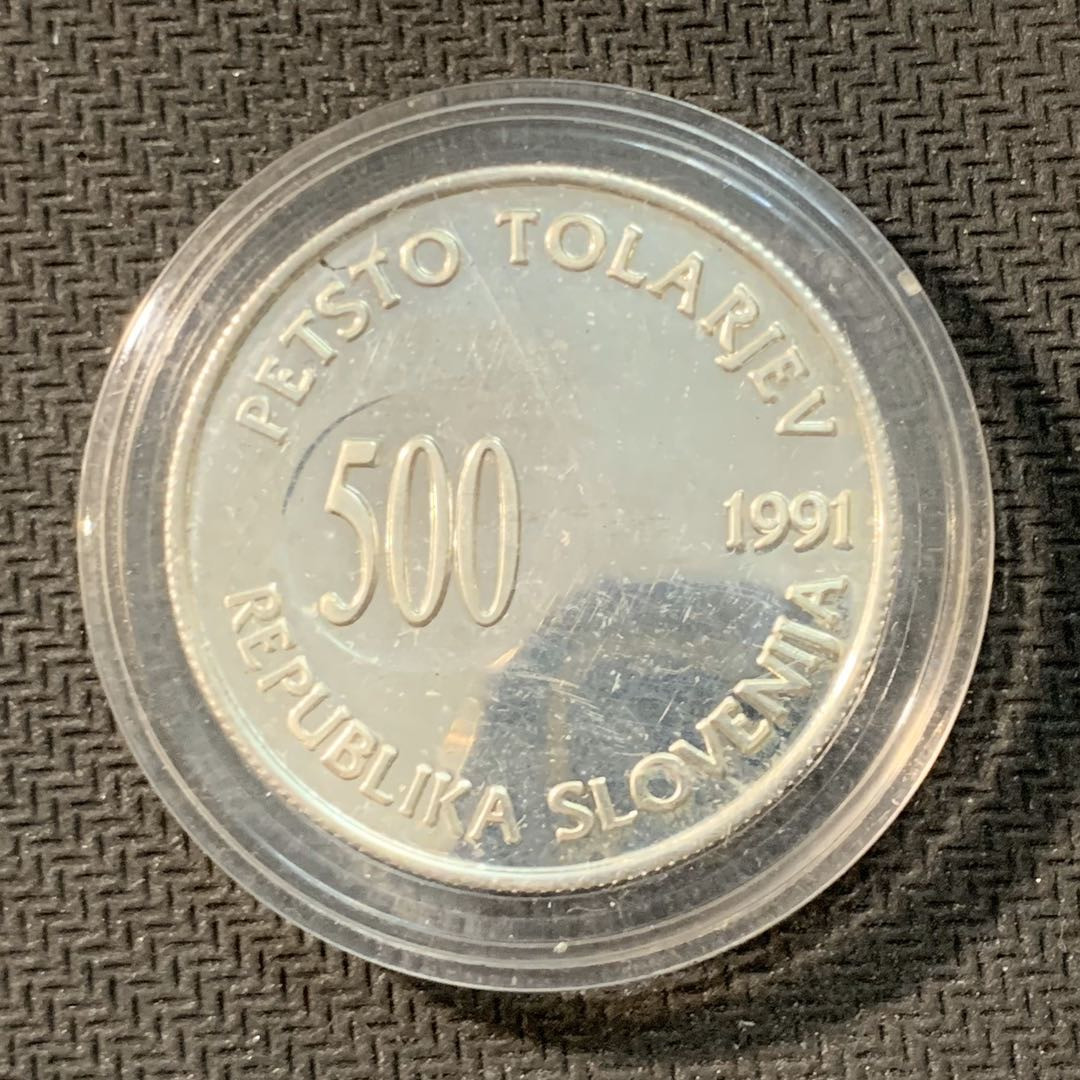 PETSTO TOLARJEV
500
1991
REPUBLIKA SLOVENIJA